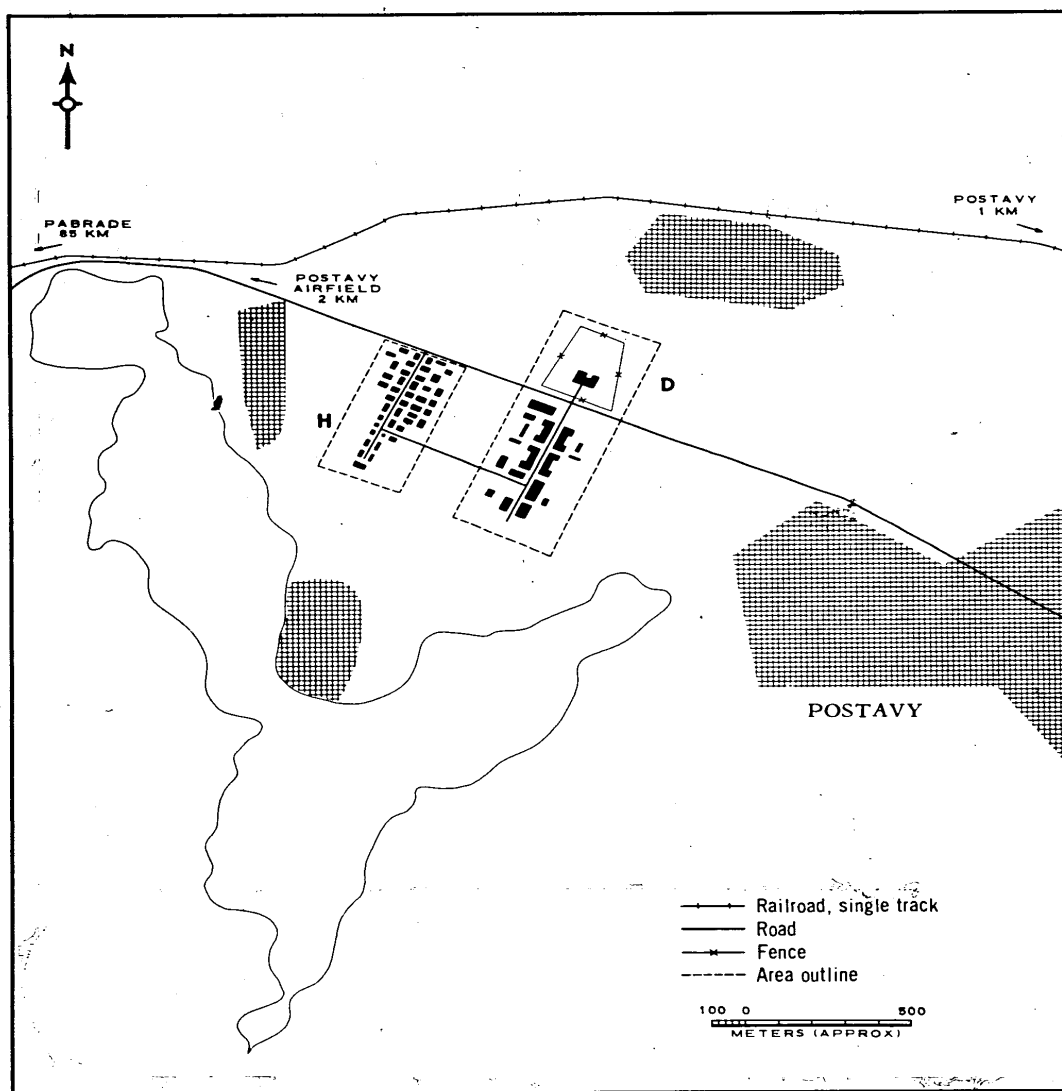 N
POSTAVY
1 KM
PABRADE
85 KM
POSTAVY
AIRFIELD
2 KM
D
H
POSTAVY
Railroad, single track
Road
Fence
Area outline
100 0 500
METERS (APPROX)